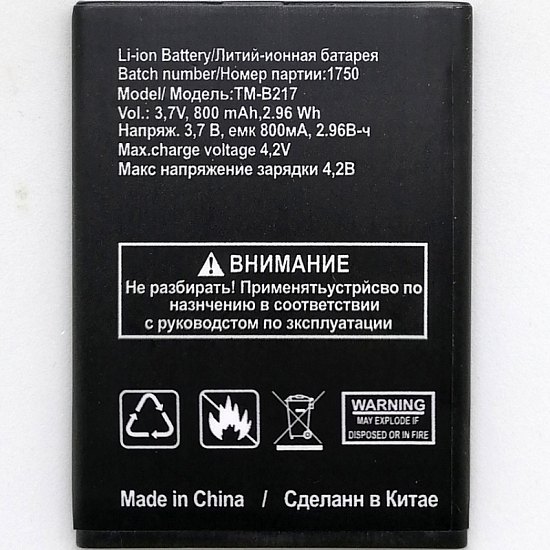 Li-ion Battery/Литий-ионная батарея
Batch number/Номер партии:1750
Model/ Модель:TM-B217
Vol.: 3,7V, 800 mAh,2.96 Wh
Напряж. 3,7 В, емк 800мА, 2.96В-ч
Max.charge voltage 4,2V
Макс напряжение зарядки 4,2В
ВНИМАНИЕ
Не разбирать! Применятьустрйсво по
назнчению в соответствии
с руководстом по зксплуатации
WARNING
MAY EXPLODE IF
DISPOSED OR IN FIRE
Made in China / Сделанн в Китае